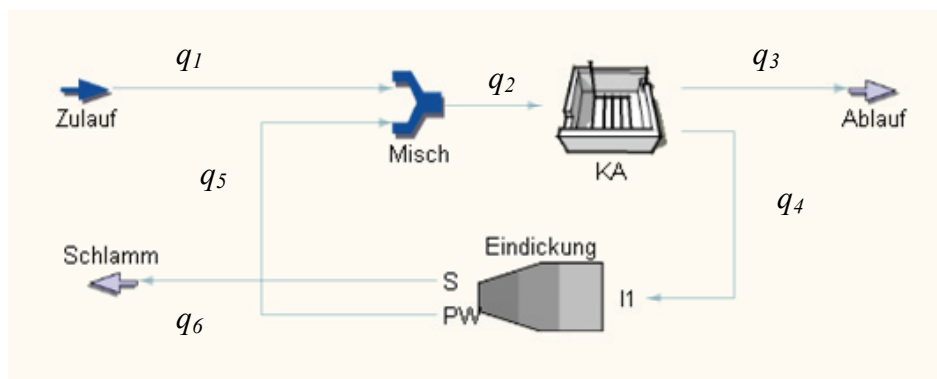 q1
q2
q3
Zulauf
Misch
KA
Ablauf
q5
q4
Schlamm
Eindickung
S
I1
PW
q6